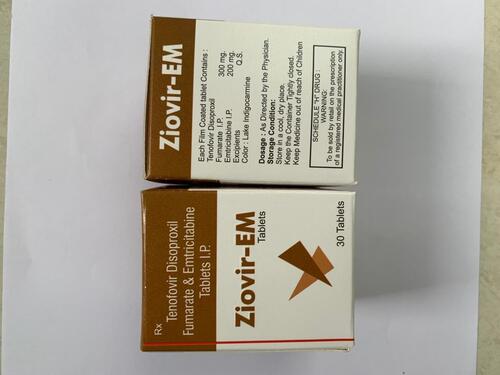 Ziovir-EM
Each Film Coated tablet Contains :
Tenofovir Disoproxil
Fumarate I.P. 300 mg.
Emtricitabine I.P. 200 mg.
Excipients Q.S.
Color : Lake Indigocarmine
Dosage : As Directed by the Physician.
Storage Condition:
Store in a cool, dry place.
Keep the Container Tightly closed.
Keep Medicine out of reach of Children
SCHEDULE "H" DRUG :
WARNING:
To be sold by retail on the prescription
of a registered medical practitioner only.
Rx
Tenofovir Disoproxil
Fumarate & Emtricitabine
Tablets I.P.
Ziovir-EM
Tablets
30 Tablets